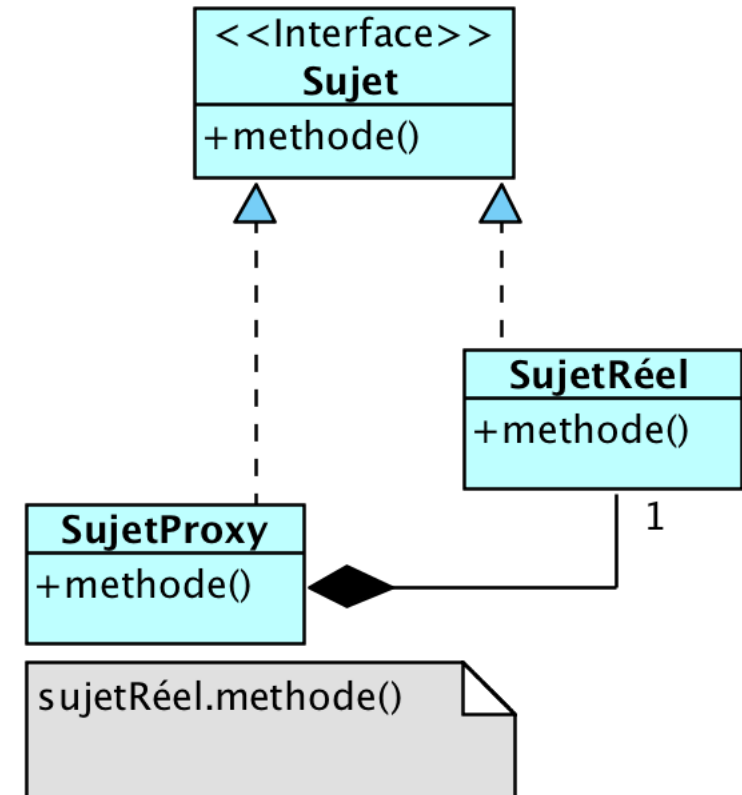 <<Interface>>
Sujet
+methode()
SujetRéel
+methode()
1
SujetProxy
+methode()
sujetRéel.methode()